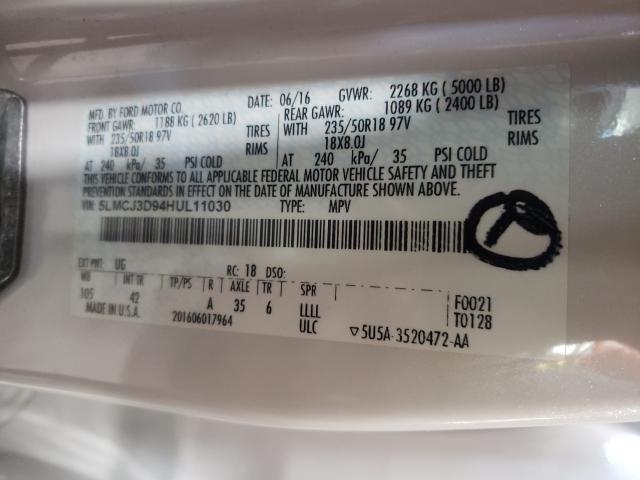 MFD. BY FORD MOTOR CO.
DATE: 06/16 GVWR: 2268 KG ( 5000 LB)
FRONT GAWR: 1188 KG ( 2620 LB)
REAR GAWR: 1089 KG ( 2400 LB)
WITH 235/50R18 97V TIRES
18X8.0J RIMS
AT 240 kPa/ 35 PSI COLD
WITH 235/50R18 97V TIRES
18X8.0J RIMS
AT 240 kPa/ 35 PSI COLD
THIS VEHICLE CONFORMS TO ALL APPLICABLE FEDERAL MOTOR VEHICLE SAFETY AND THEFT
PREVENTION STANDARDS IN EFFECT ON THE DATE OF MANUFACTURE SHOWN ABOVE.
VIN: 5LMCJ3D94HUL11030 TYPE: MPV
EXT PNT: UG RC: 18 DSO:
WB INT TR TP/PS R AXLE TR SPR
105 42 A 35 6 LLLL
MADE IN U.S.A. 201606017964 ULC
F0021
T0128
▽5U5A-3520472-AA